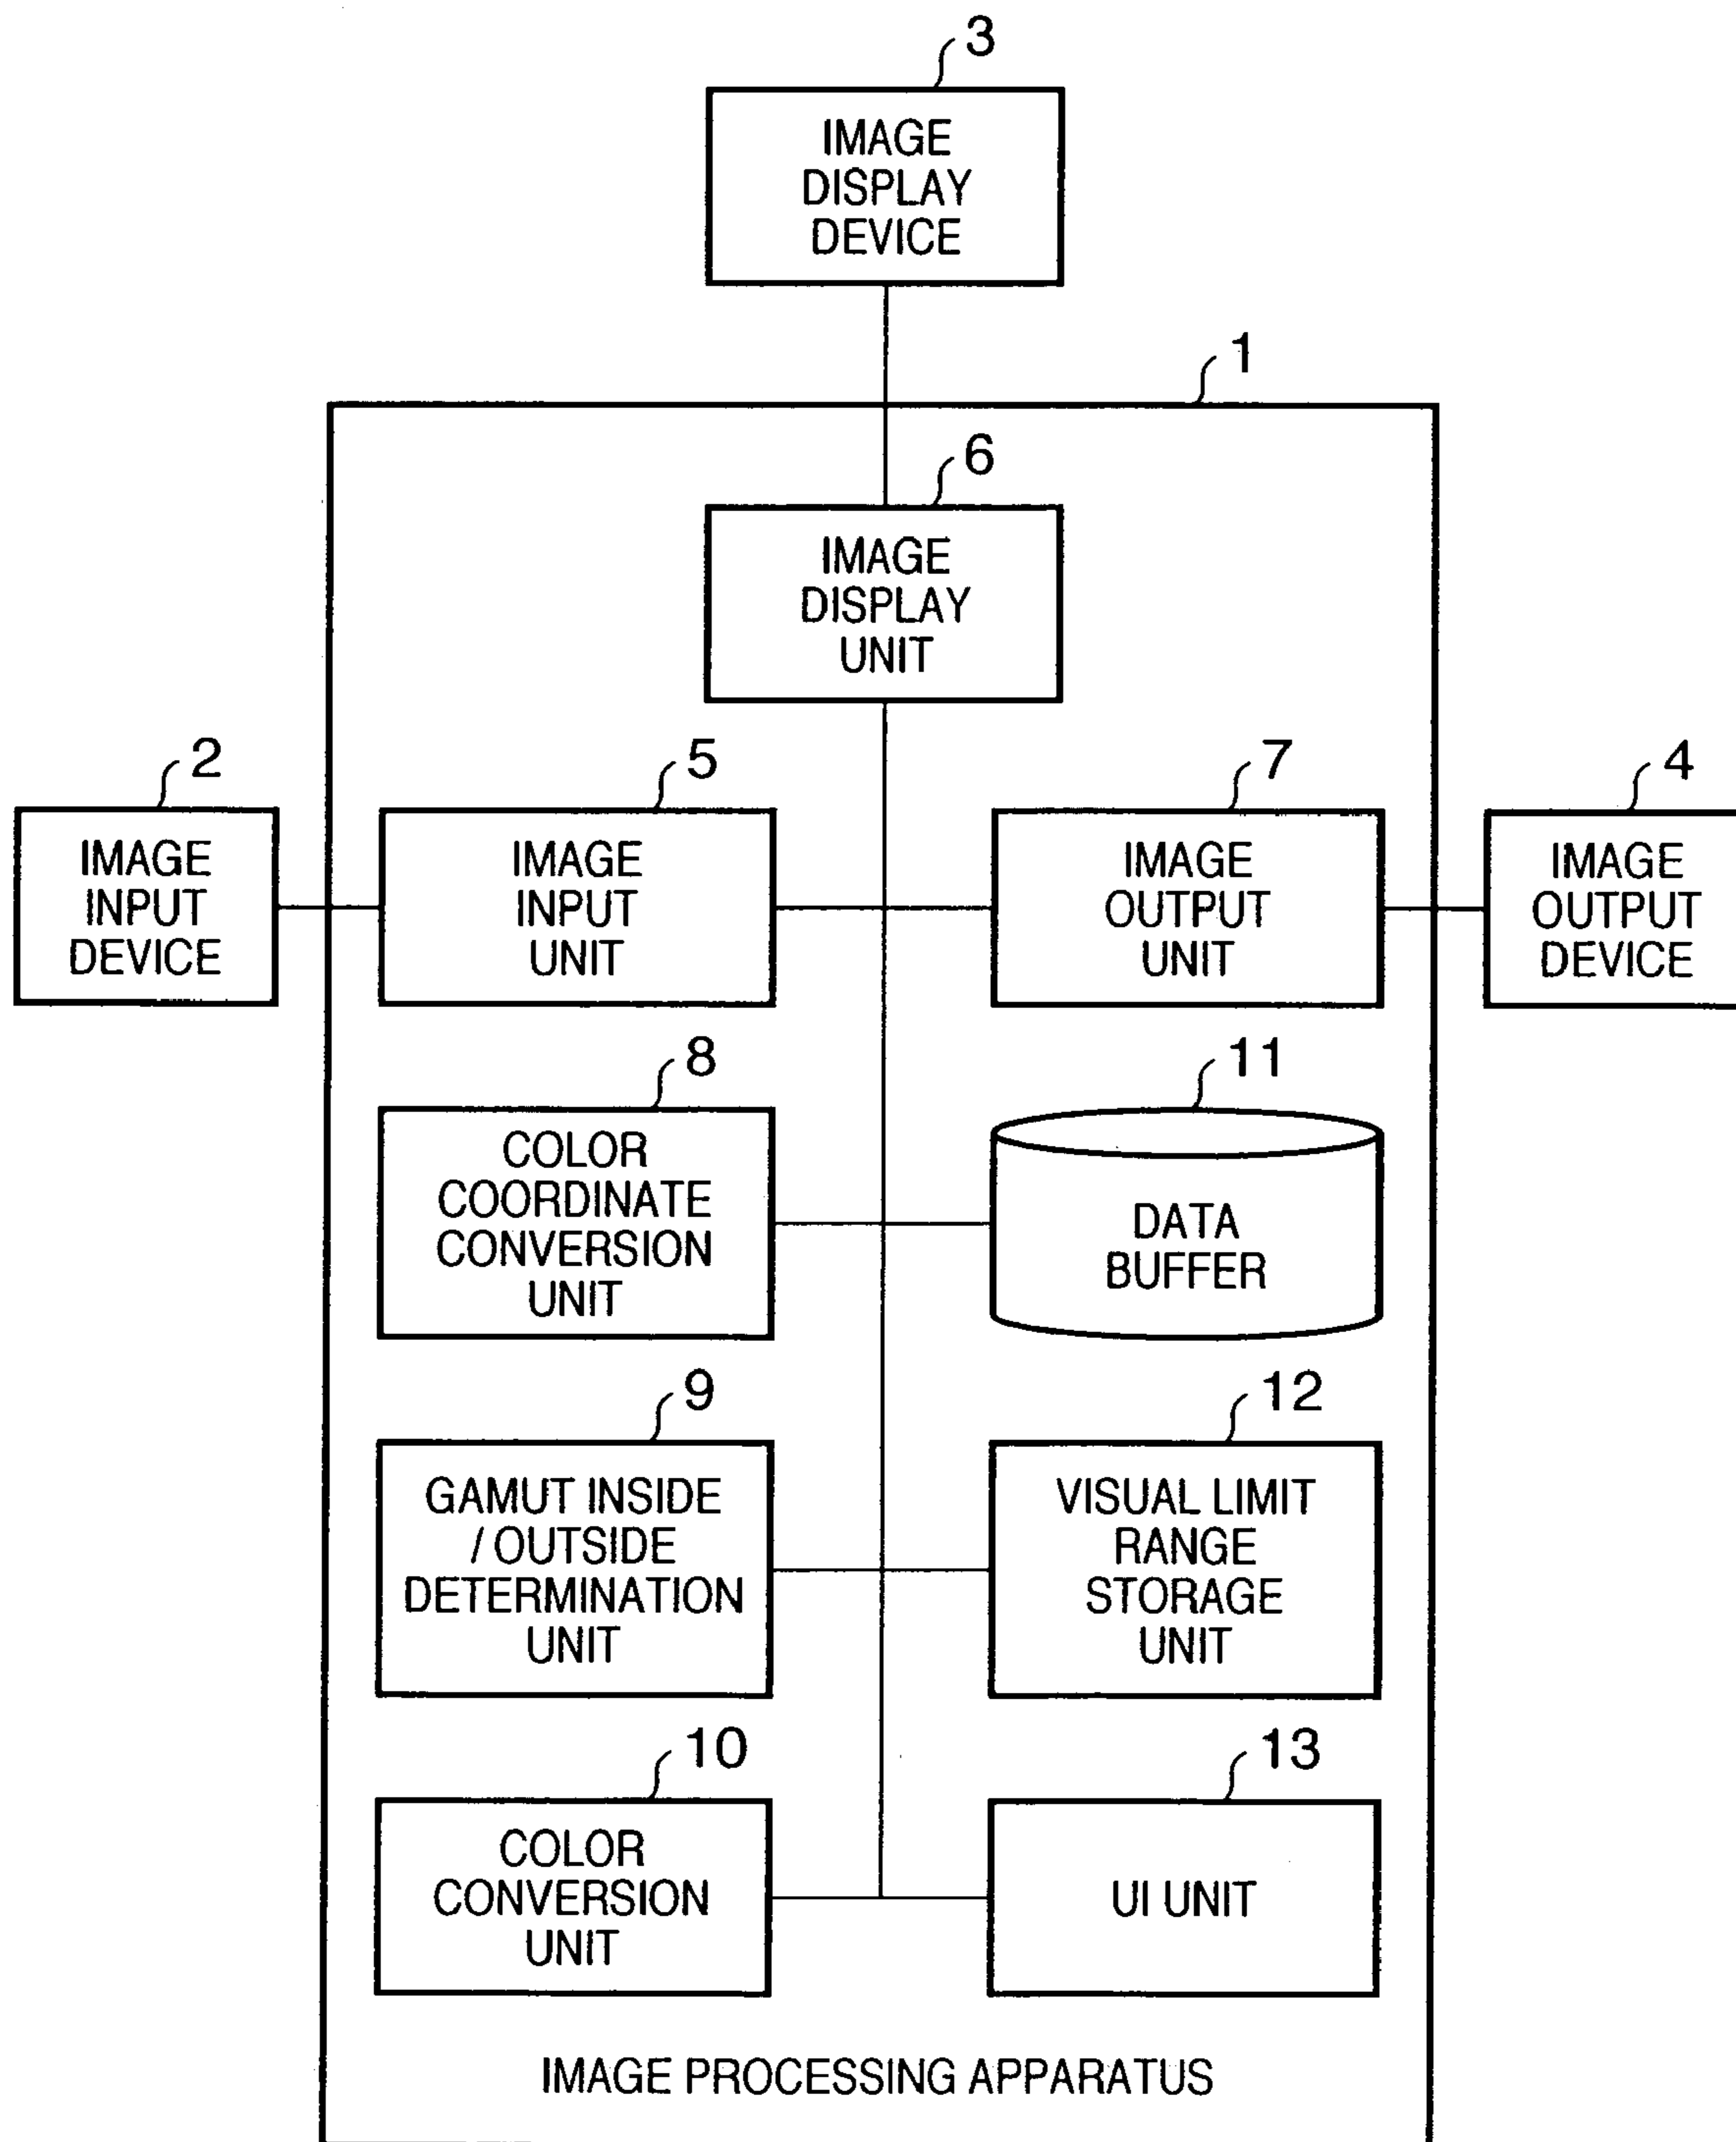 3
IMAGE
DISPLAY
DEVICE
1
6
IMAGE
DISPLAY
UNIT
2
IMAGE
INPUT
DEVICE
5
IMAGE
INPUT
UNIT
7
IMAGE
OUTPUT
UNIT
4
IMAGE
OUTPUT
DEVICE
8
COLOR
COORDINATE
CONVERSION
UNIT
11
DATA
BUFFER
9
GAMUT INSIDE
/ OUTSIDE
DETERMINATION
UNIT
12
VISUAL LIMIT
RANGE
STORAGE
UNIT
10
COLOR
CONVERSION
UNIT
13
UI UNIT
IMAGE PROCESSING APPARATUS